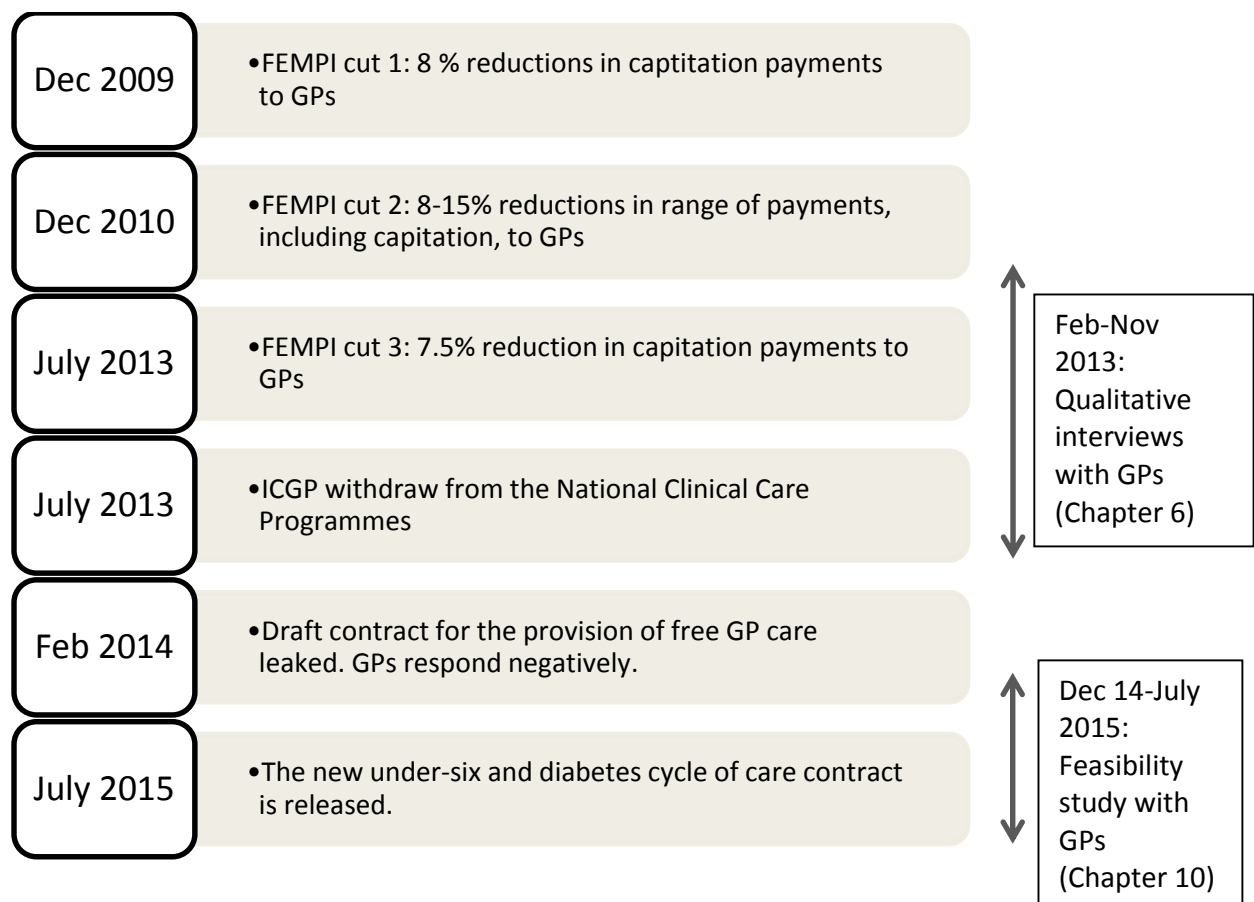 Dec 2009
•FEMPI cut 1: 8 % reductions in captitation payments
to GPs
Dec 2010
•FEMPI cut 2: 8-15% reductions in range of payments,
including capitation, to GPs
July 2013
•FEMPI cut 3: 7.5% reduction in capitation payments to
GPs
July 2013
•ICGP withdraw from the National Clinical Care
Programmes
Feb 2014
•Draft contract for the provision of free GP care
leaked. GPs respond negatively.
July 2015
•The new under-six and diabetes cycle of care contract
is released.
Feb-Nov
2013:
Qualitative
interviews
with GPs
(Chapter 6)
Dec 14-July
2015:
Feasibility
study with
GPs
(Chapter 10)